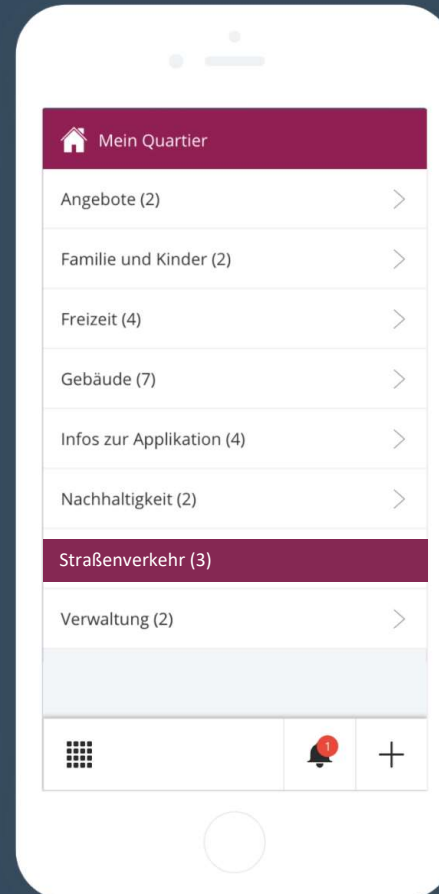 Mein Quartier
Angebote (2)
Familie und Kinder (2)
Freizeit (4)
Gebäude (7)
Infos zur Applikation (4)
Nachhaltigkeit (2)
Straßenverkehr (3)
Verwaltung (2)
1